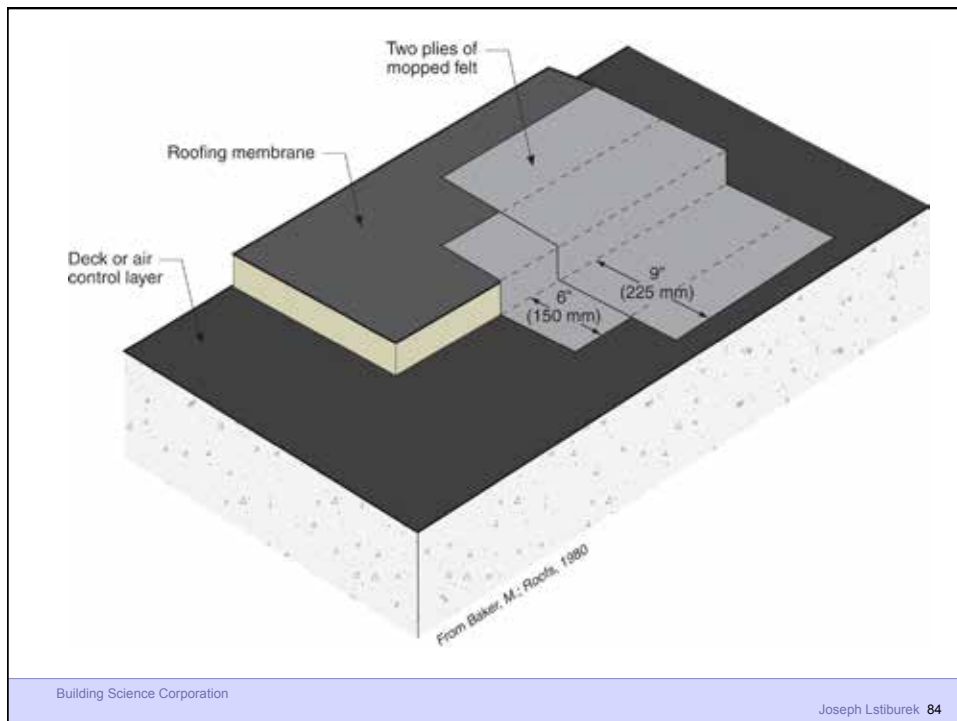 Two plies of
mopped felt
Roofing membrane
Deck or air
control layer
9"
(225 mm)
6"
(150 mm)
From Baker, M.; Roofs, 1980
Building Science Corporation
Joseph Lstiburek 84